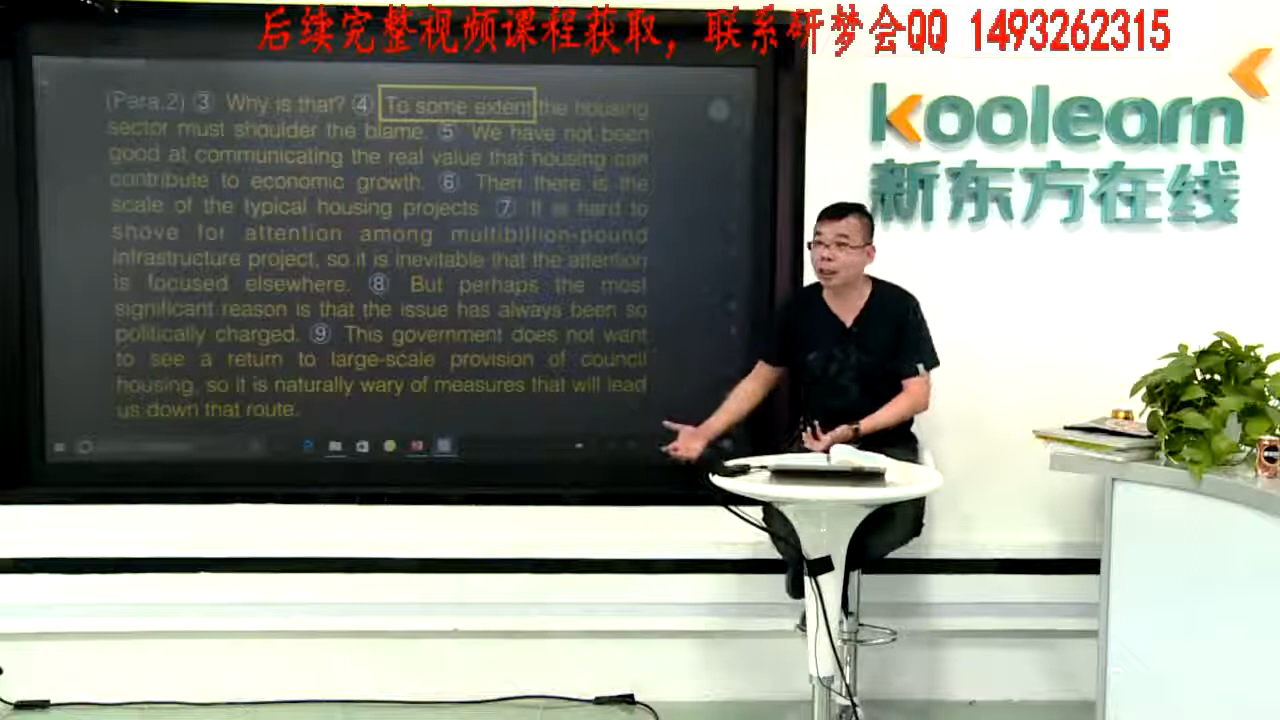 后续完整视频课程获取，联系研梦会QQ 1493262315
(Para.2) ③ Why is that? ④ To some extent the housing
sector must shoulder the blame. ⑤ We have not been
good at communicating the real value that housing can
contribute to economic growth. ⑥ Then there is the
scale of the typical housing projects. ⑦ It is hard to
shove for attention among multibillion-pound
infrastructure project, so it is inevitable that the attention
is focused elsewhere. ⑧ But perhaps the most
significant reason is that the issue has always been so
politically charged. ⑨ This government does not want
to see a return to large-scale provision of council
housing, so it is naturally wary of measures that will lead
us down that route.
koolearn
新东方在线